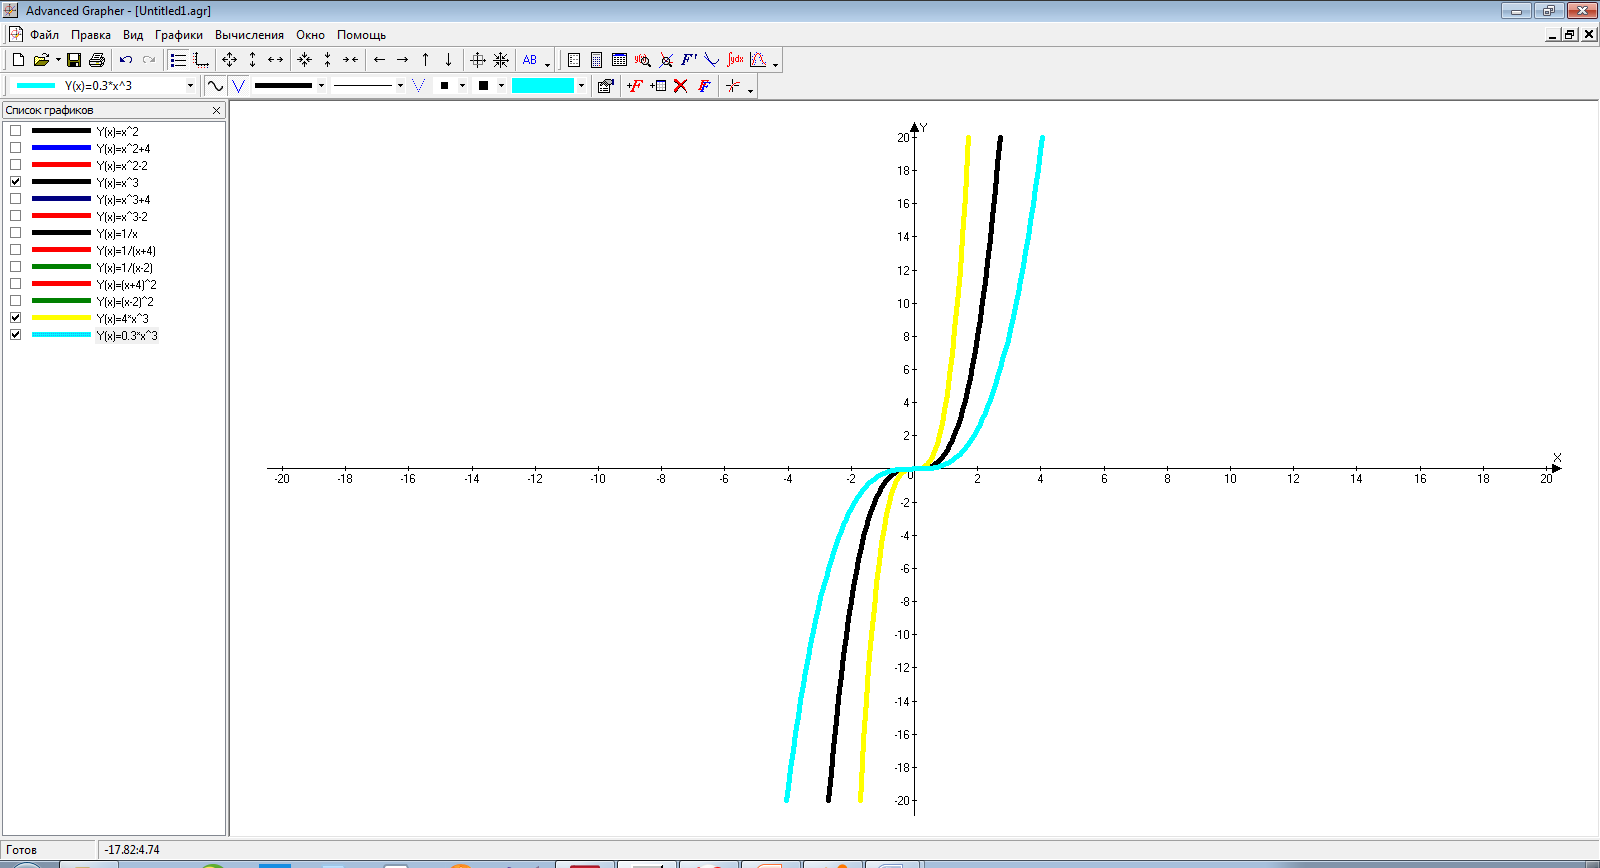 Advanced Grapher - [Untitled1.agr]
Файл Правка Вид Графики Вычисления Окно Помощь
AB y(x) F' ∫ydx
Y(x)=0.3*x^3 +F F
Список графиков
Y(x)=x^2
Y(x)=x^2+4
Y(x)=x^2-2
Y(x)=x^3
Y(x)=x^3+4
Y(x)=x^3-2
Y(x)=1/x
Y(x)=1/(x+4)
Y(x)=1/(x-2)
Y(x)=(x+4)^2
Y(x)=(x-2)^2
Y(x)=4*x^3
Y(x)=0.3*x^3
Y
20
18
16
14
12
10
8
6
4
2
X
-20 -18 -16 -14 -12 -10 -8 -6 -4 -2 0 2 4 6 8 10 12 14 16 18 20
-2
-4
-6
-8
-10
-12
-14
-16
-18
-20
Готов -17.82:4.74